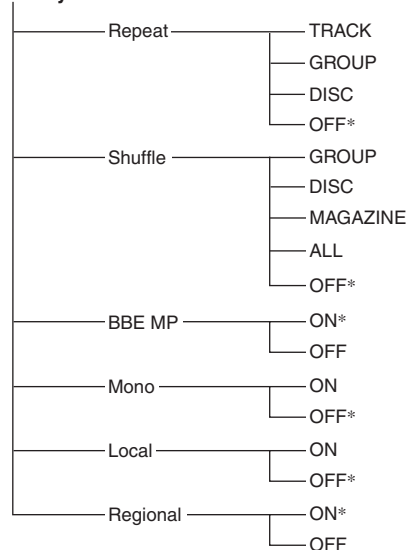 Repeat
TRACK
GROUP
DISC
OFF*
Shuffle
GROUP
DISC
MAGAZINE
ALL
OFF*
BBE MP
ON*
OFF
Mono
ON
OFF*
Local
ON
OFF*
Regional
ON*
OFF